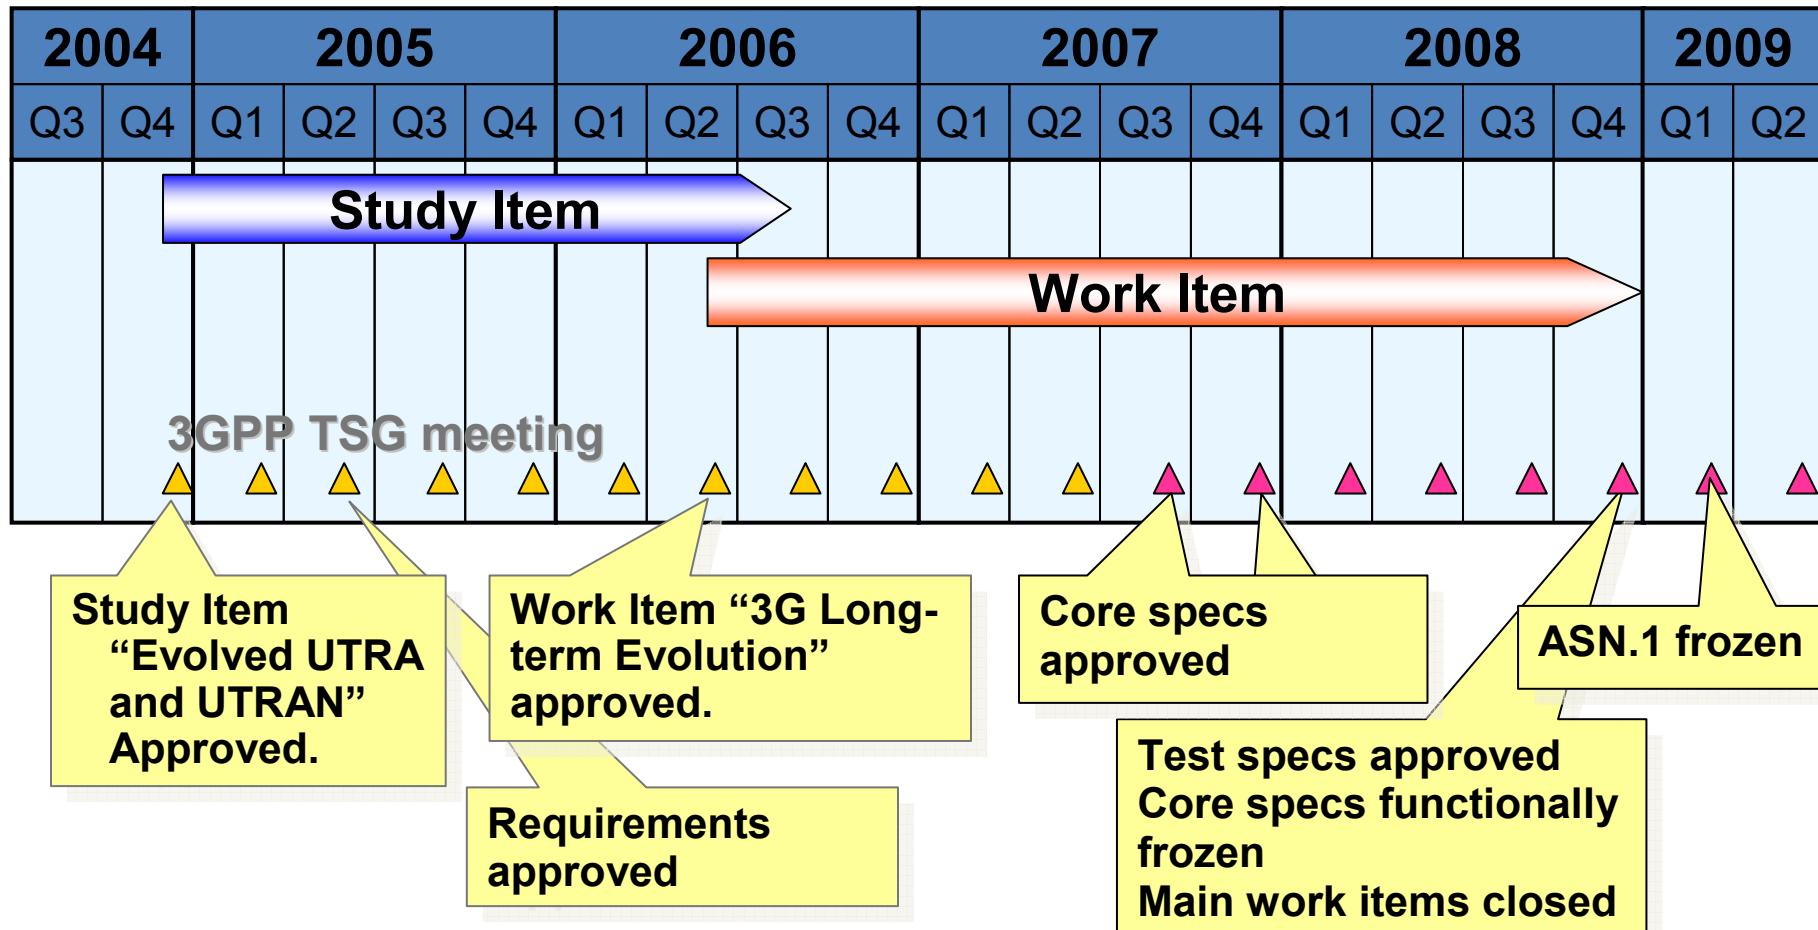 2004 2005 2006 2007 2008 2009
Q3 Q4 Q1 Q2 Q3 Q4 Q1 Q2 Q3 Q4 Q1 Q2 Q3 Q4 Q1 Q2 Q3 Q4 Q1 Q2
Study Item
Work Item
3GPP TSG meeting
Study Item
“Evolved UTRA
and UTRAN”
Approved.
Requirements
approved
Work Item “3G Long-
term Evolution”
approved.
Core specs
approved
Test specs approved
Core specs functionally
frozen
Main work items closed
ASN.1 frozen